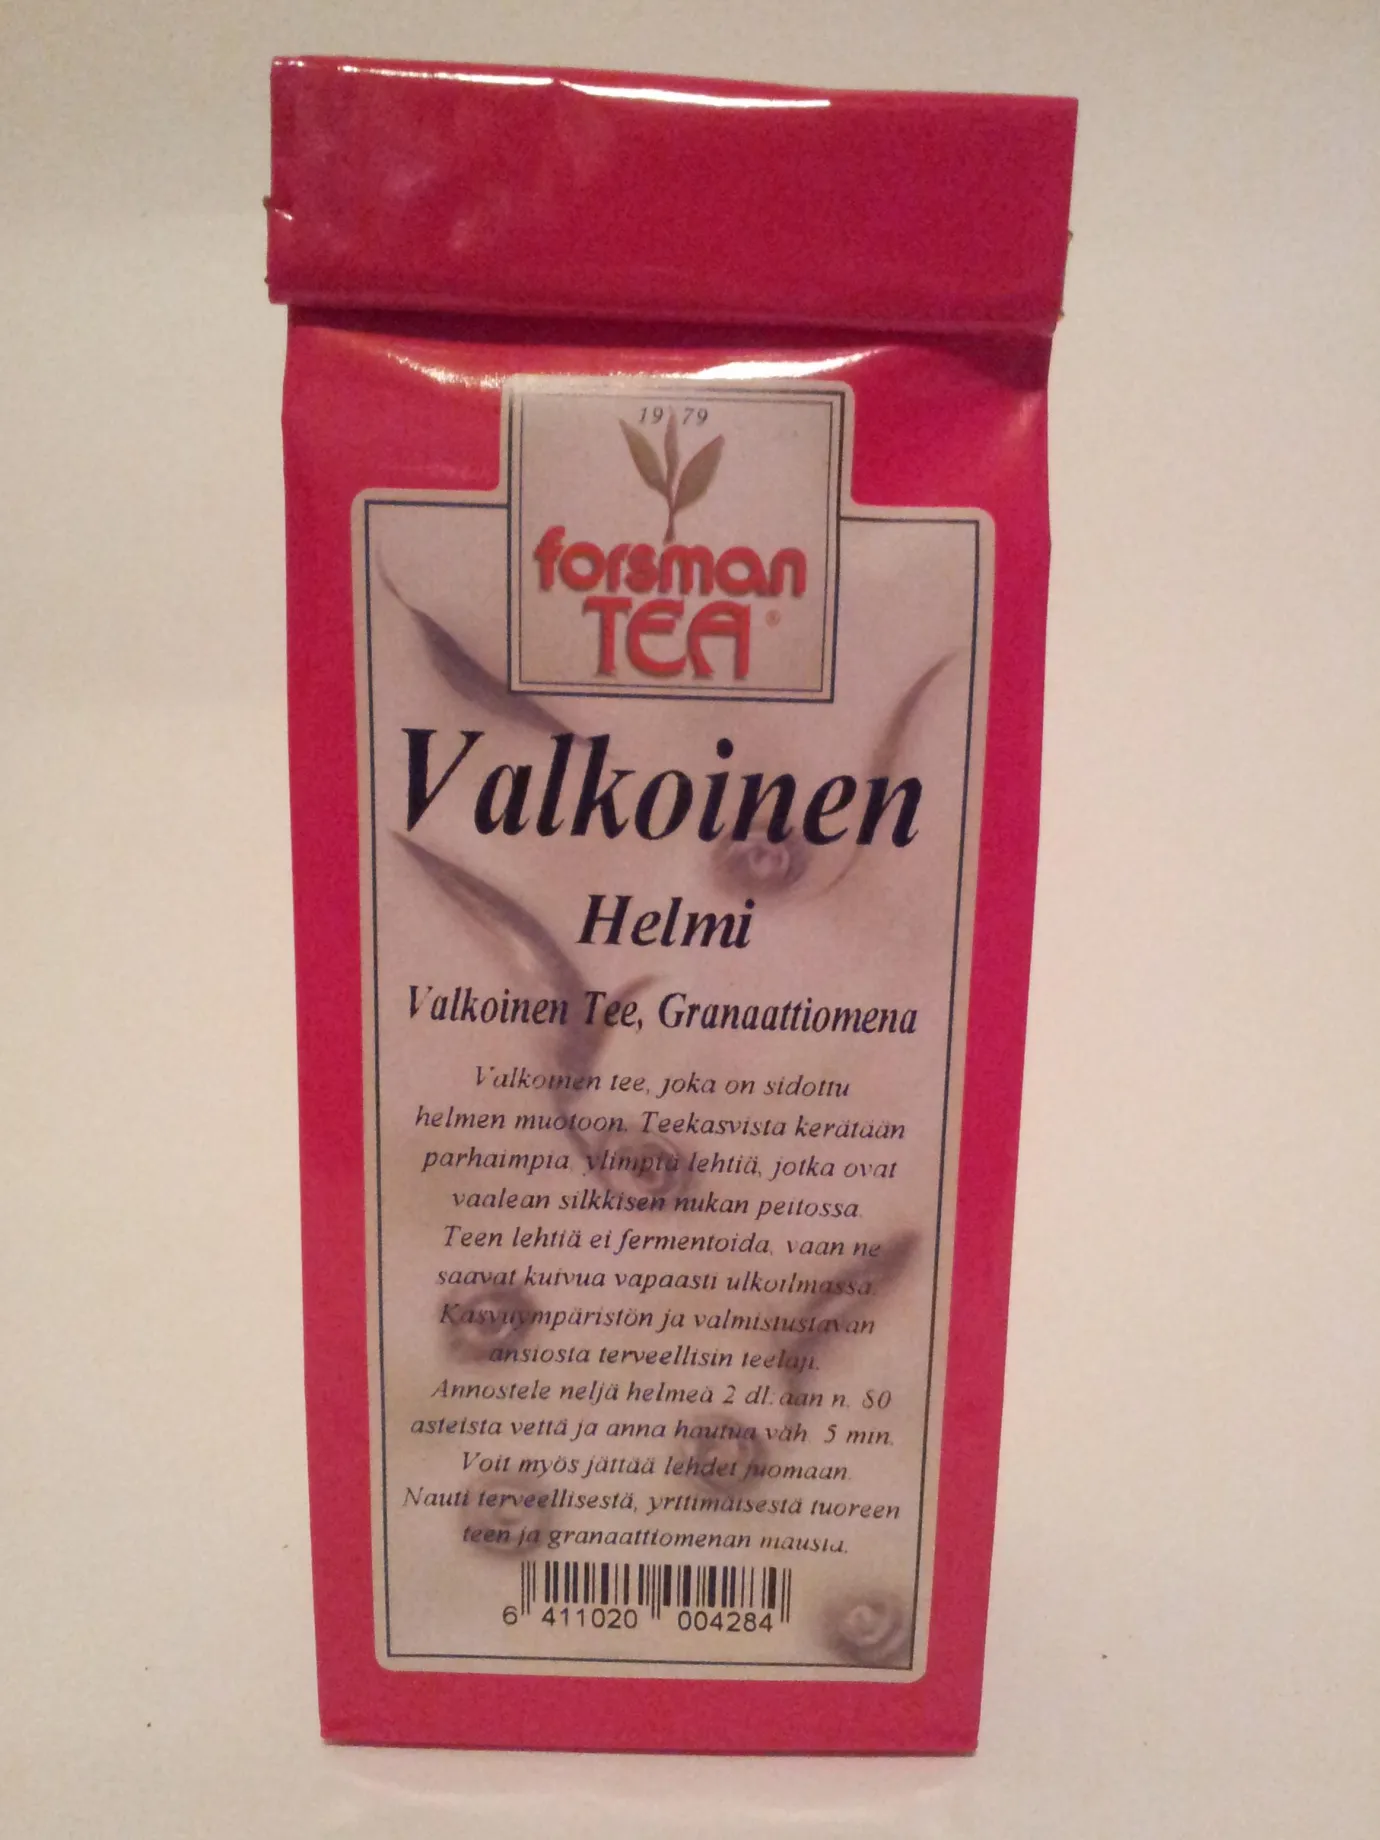 19 79
forsman
TEA ®
Valkoinen
Helmi
Valkoinen Tee, Granaattiomena
Valkoinen tee, joka on sidottu
helmen muotoon. Teekasvista kerätään
parhaimpia, ylimpiä lehtiä, jotka ovat
vaalean silkkisen nukan peitossa.
Teen lehtiä ei fermentoida, vaan ne
saavat kuivua vapaasti ulkoilmassa.
Kasvuympäristön ja valmistustavan
ansiosta terveellisin teelaji.
Annostele neljä helmeä 2 dl:aan n. 80
asteista vettä ja anna hautua väh. 5 min.
Voit myös jättää lehdet juomaan.
Nauti terveellisestä, yrttimäisestä tuoreen
teen ja granaattiomenan mausta.
6 411020 004284